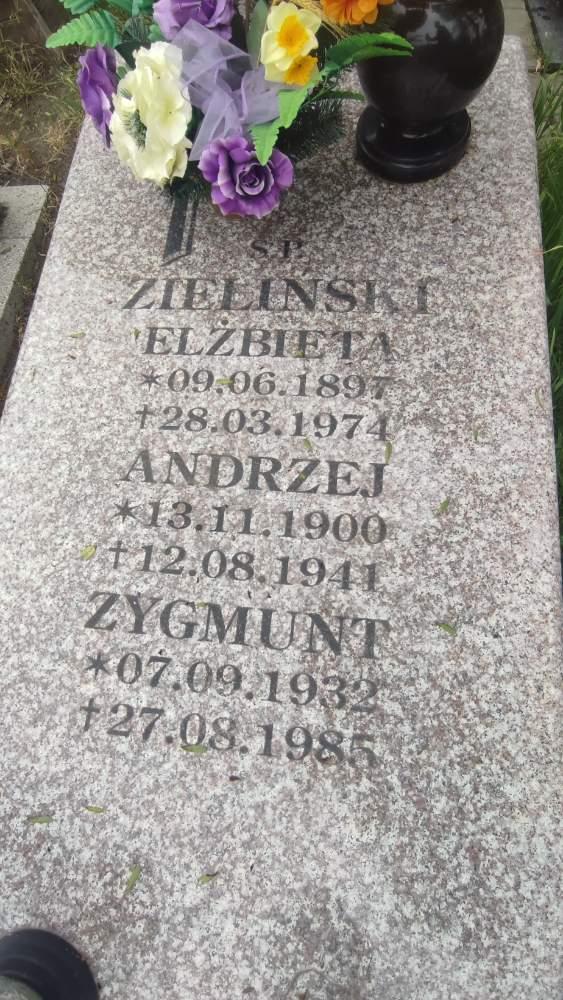 Ś.P.
ZIELIŃSKI
ELŻBIETA
*09.06.1897
†28.03.1974
ANDRZEJ
*13.11.1900
†12.08.1941
ZYGMUNT
*07.09.1932
†27.08.1985